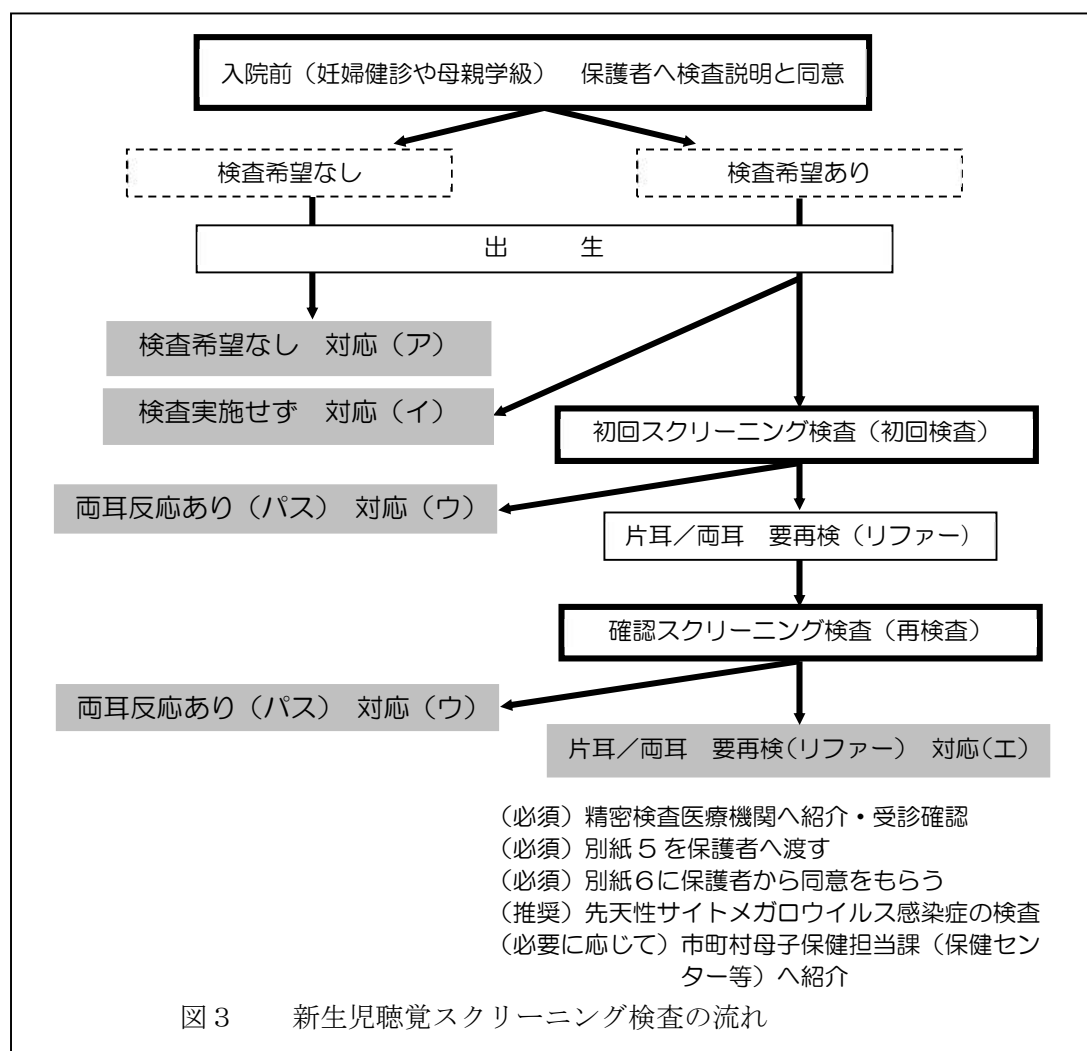 入院前（妊婦健診や母親学級）　保護者へ検査説明と同意
検査希望なし
検査希望あり
出　　生
検査希望なし　対応（ア）
検査実施せず　対応（イ）
初回スクリーニング検査（初回検査）
両耳反応あり（パス）　対応（ウ）
片耳／両耳　要再検（リファー）
確認スクリーニング検査（再検査）
両耳反応あり（パス）　対応（ウ）
片耳／両耳　要再検（リファー）　対応（エ）
（必須）精密検査医療機関へ紹介・受診確認
（必須）別紙５を保護者へ渡す
（必須）別紙６に保護者から同意をもらう
（推奨）先天性サイトメガロウイルス感染症の検査
（必要に応じて）市町村母子保健担当課（保健セン
ター等）へ紹介
図３　　新生児聴覚スクリーニング検査の流れ